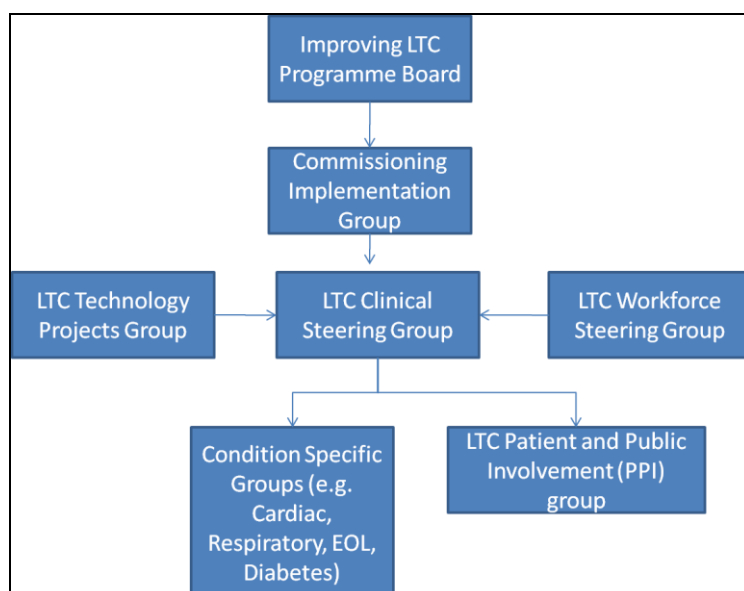 Improving LTC
Programme Board
Commissioning
Implementation
Group
LTC Technology
Projects Group
LTC Clinical
Steering Group
LTC Workforce
Steering Group
Condition Specific
Groups (e.g.
Cardiac,
Respiratory, EOL,
Diabetes)
LTC Patient and Public
Involvement (PPI)
group